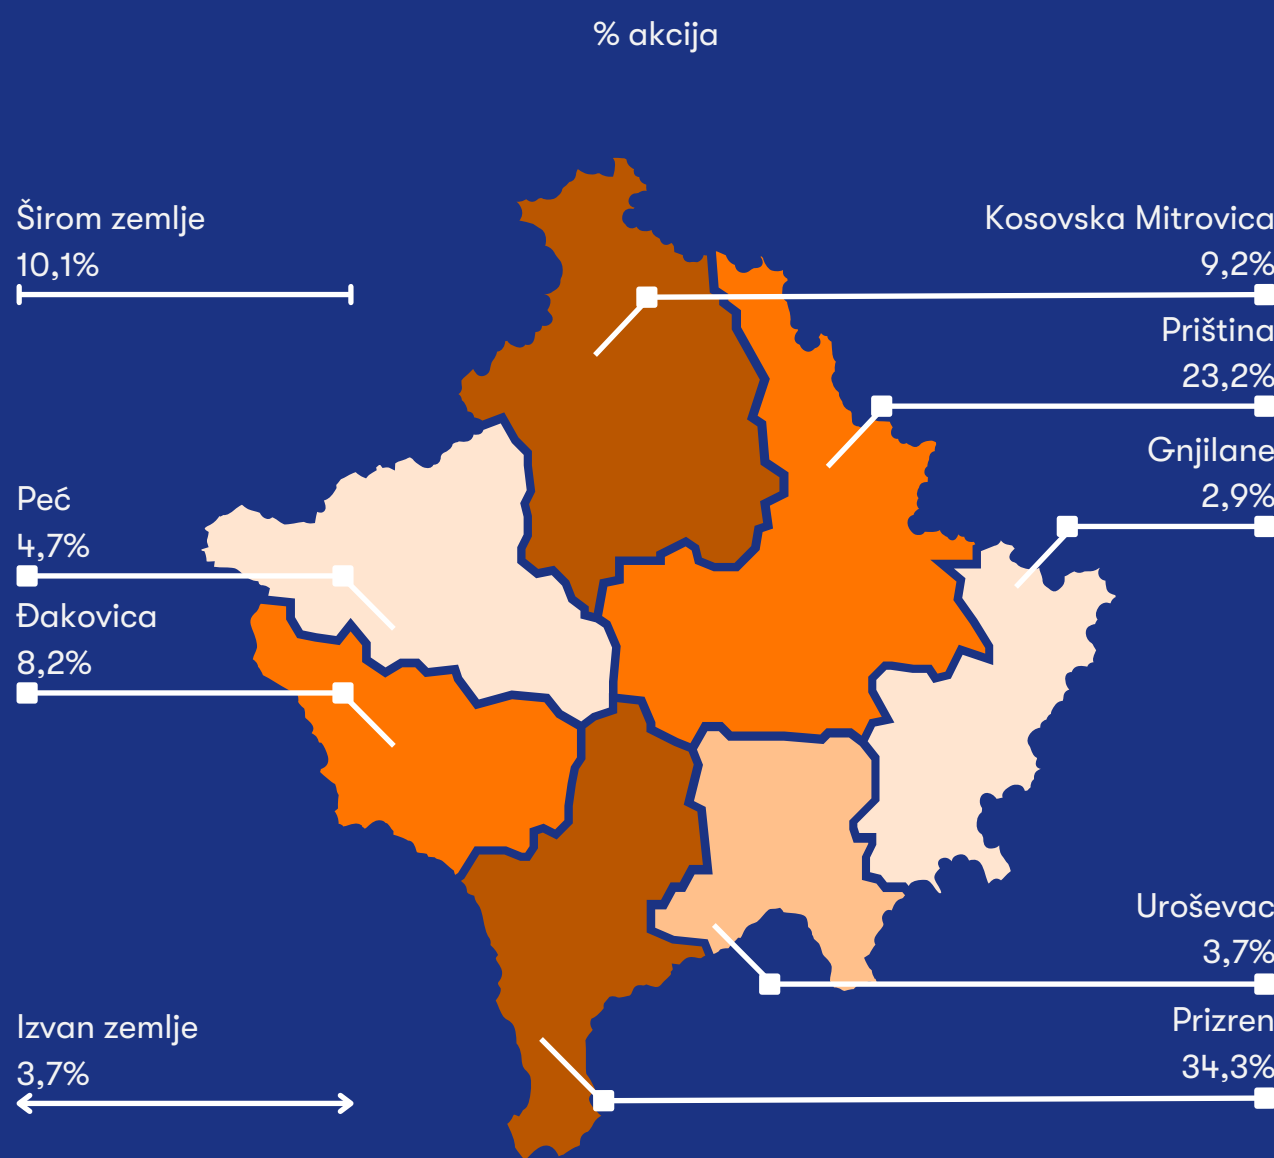 % akcija
Širom zemlje
10,1%
Kosovska Mitrovica
9,2%
Priština
23,2%
Gnjilane
2,9%
Peć
4,7%
Đakovica
8,2%
Uroševac
3,7%
Izvan zemlje
3,7%
Prizren
34,3%